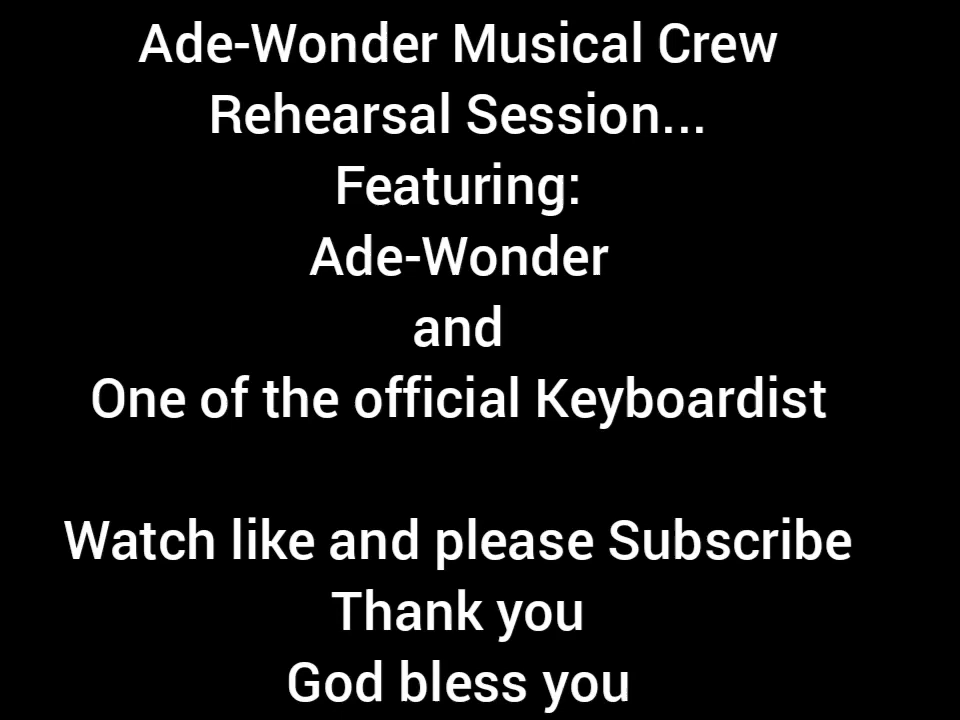 Ade-Wonder Musical Crew
Rehearsal Session...
Featuring:
Ade-Wonder
and
One of the official Keyboardist
Watch like and please Subscribe
Thank you
God bless you